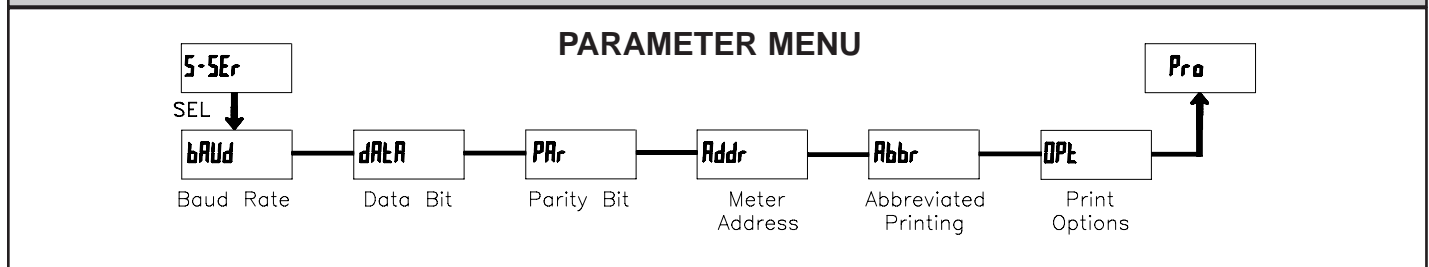 PARAMETER MENU
5-SEr
Pro
SEL
bAUd
dAtA
PAr
Addr
Abbr
OPt
Baud Rate
Data Bit
Parity Bit
Meter
Address
Abbreviated
Printing
Print
Options